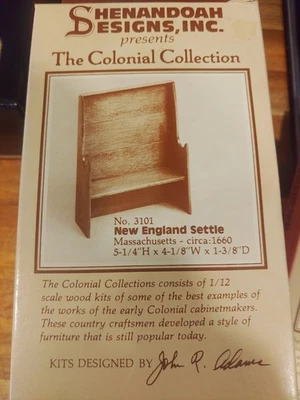 SHENANDOAH
DESIGNS, INC.
presents
The Colonial Collection
No. 3101
New England Settle
Massachusetts - circa:1660
5-1/4"H x 4-1/8"W x 1-3/8"D
The Colonial Collections consists of 1/12
scale wood kits of some of the best examples of
the works of the early Colonial cabinetmakers.
These country craftsmen developed a style of
furniture that is still popular today.
KITS DESIGNED BY John R. Adams